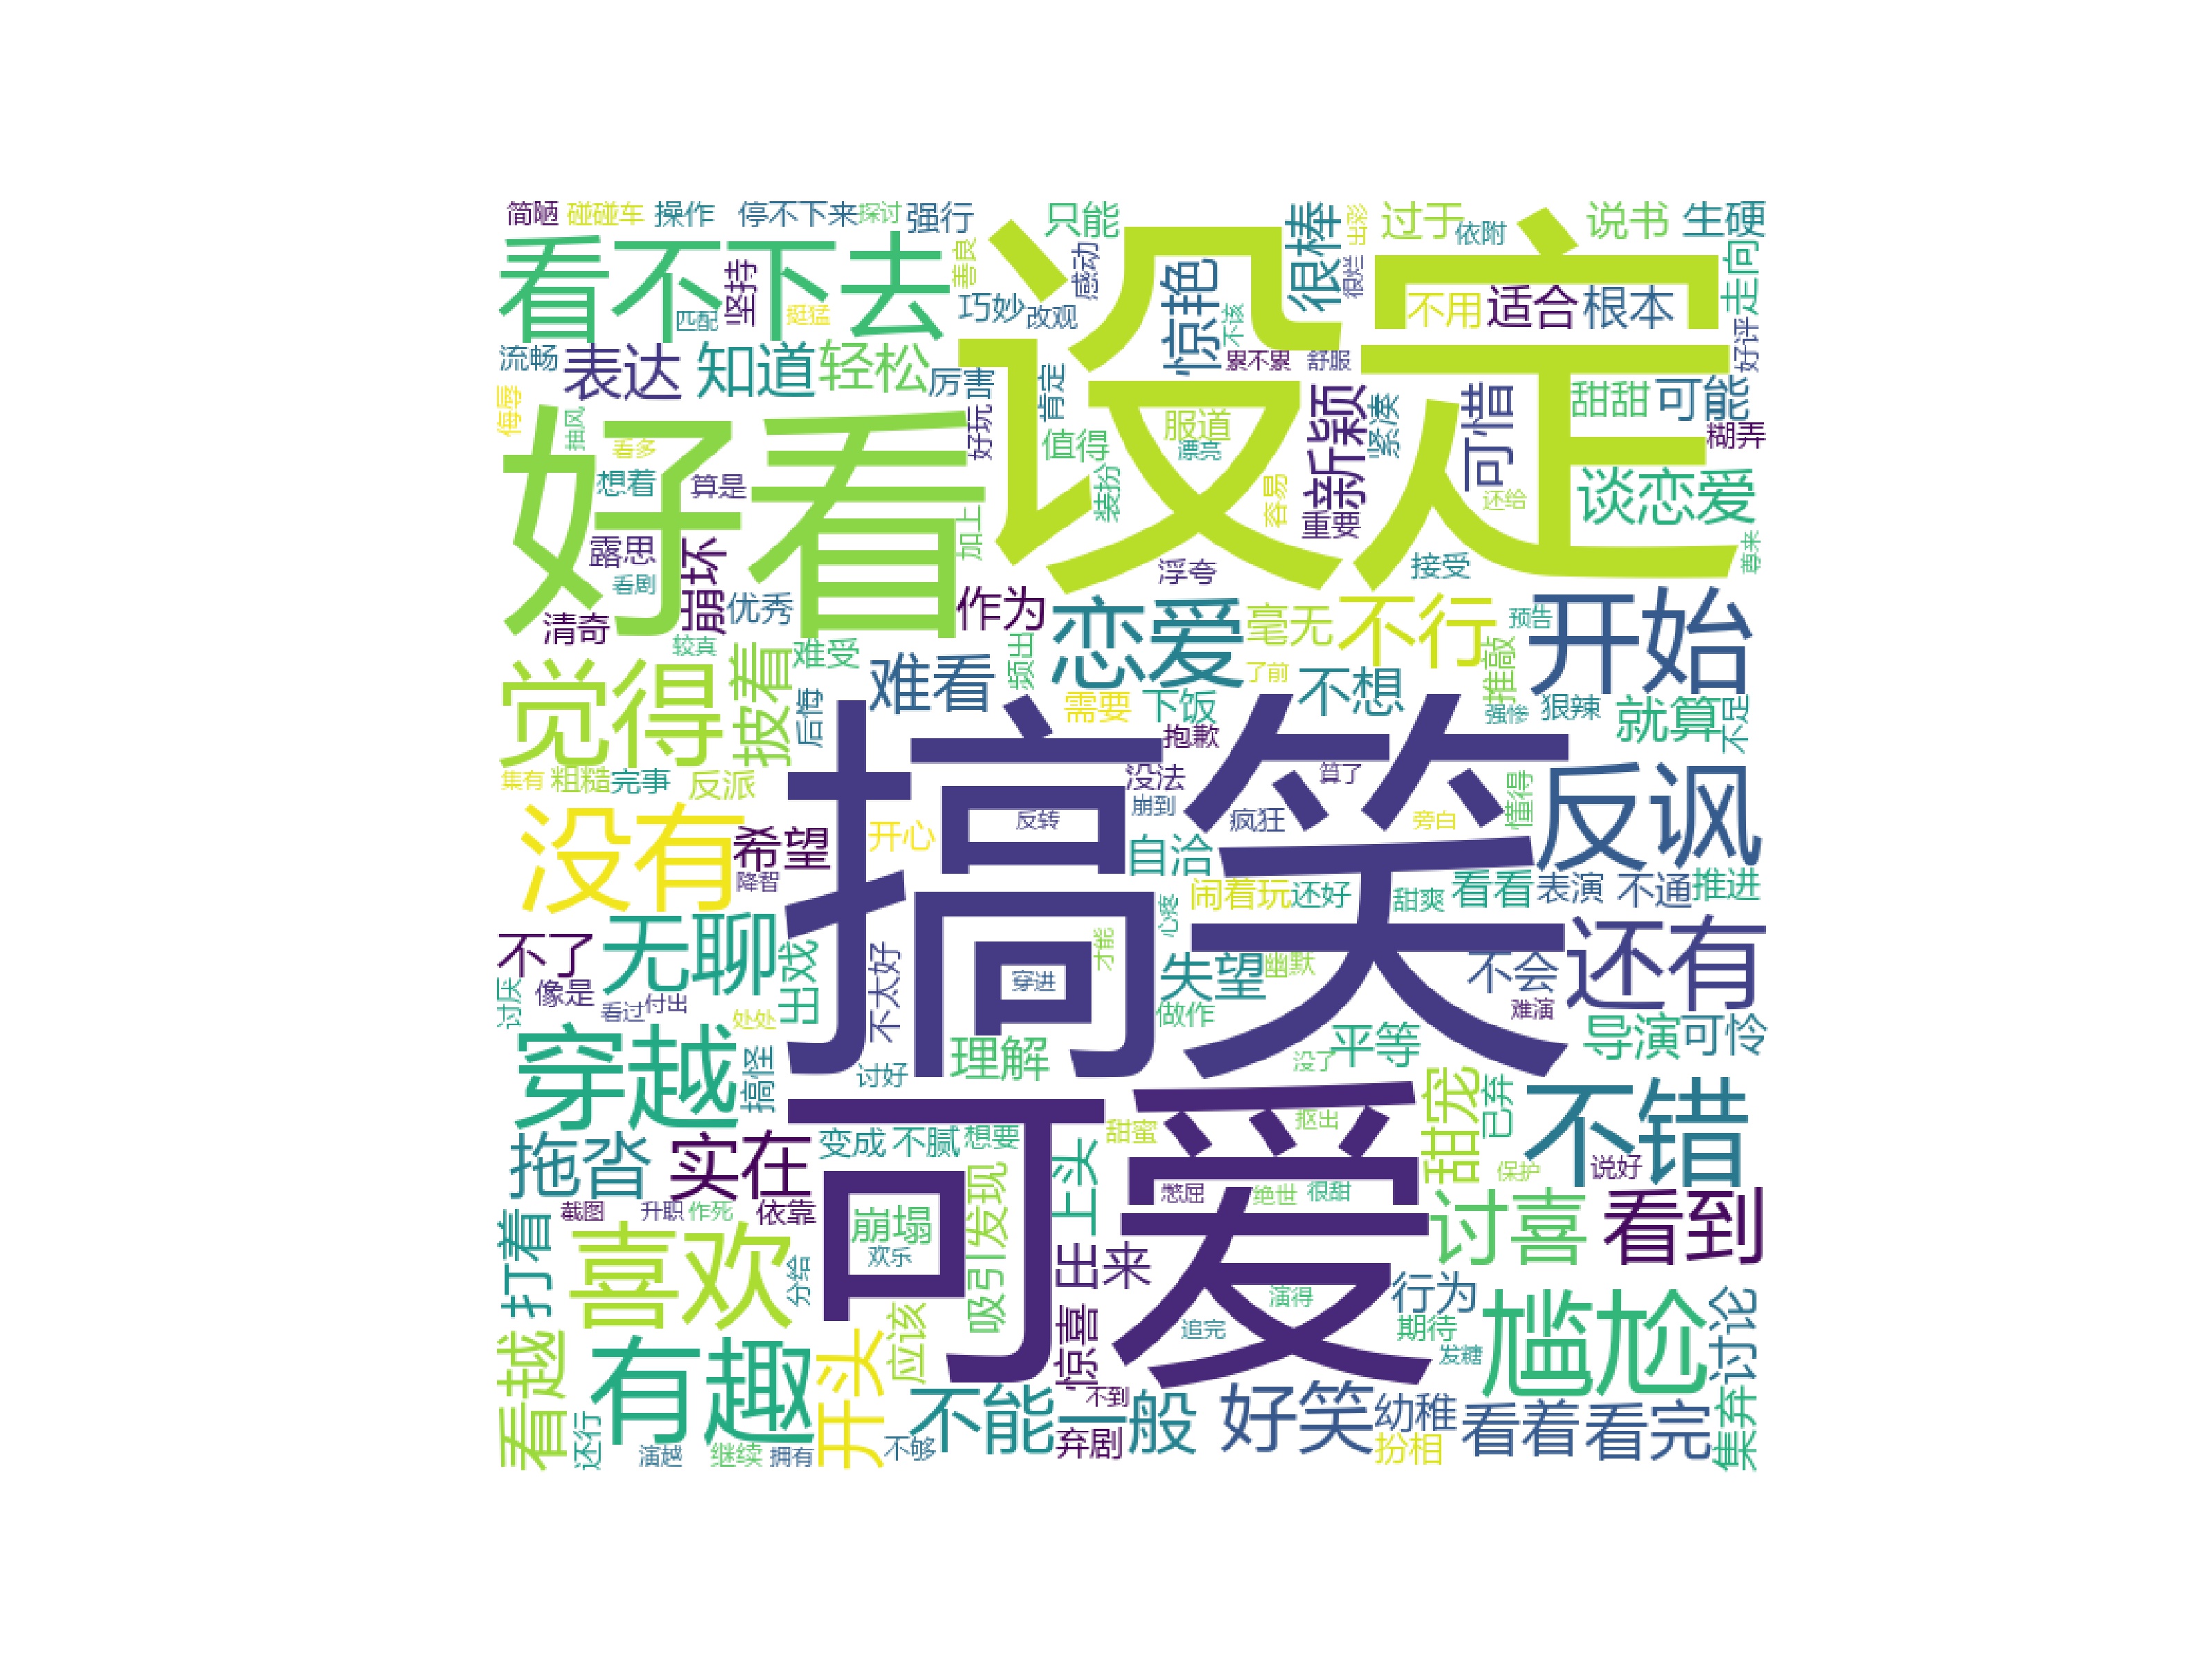 简陋 碰碰车 操作 停不下来 探讨 强行 只能 很棒 出彩 过于 依附 说书 生硬
看不下去 坚持 匹配 挺猛 善良 巧妙 感动 改观 惊艳 不该 很烂 不用 适合 根本 走向
设定
流畅 表达 知道 轻松 厉害 肯定 累不累 舒服 好评
侮辱 抽风 看多 好看 好玩 值得 服道 漂亮 新颖 紧凑 可惜 甜甜 可能 糊弄
想着 算是 加上 装扮 容易 重要 还给 谈恋爱
露思 看剧 崩坏 浮夸 接受 尊来
清奇 优秀 作为 恋爱 毫无 不行 预告 开始
较真 难受 频出 了前 推敲
觉得 披着 后悔 难看 需要 下饭 不想 强惨 狠辣 就算 不足
搞笑 抱歉
集有 粗糙 完事 反派 没法 算了 懂得 反讽
没有 希望 降智 开心 反转 崩到 疯狂 旁白
自洽 闹着玩 还好 甜爽 看看 表演 不通 推进
不了 无聊 出戏 不太好 才能 心疼 失望 幽默 不会 还有
讨厌 像是 看过 付出 处处 穿进 做作 难演
穿越 搞怪 讨好 理解 没了 平等 导演 可怜
可爱 甜宠 已弃 不错
拖沓 实在 变成 不腻 想要 上头 甜蜜 抠出 保护 说好
打着 截图 升职 作死 依靠 崩塌 吸引 发现 憋屈 绝世 很甜 讨喜 看到
喜欢 分给 欢乐 出来 演得 行为
看越 有趣 开头 应该 惊喜 追完 期待 发糖 尴尬 讨论
还行 演越 继续 拥有 不够 不能 不到 弃剧 一般 好笑 幼稚 扮相 看着 看完 集弃